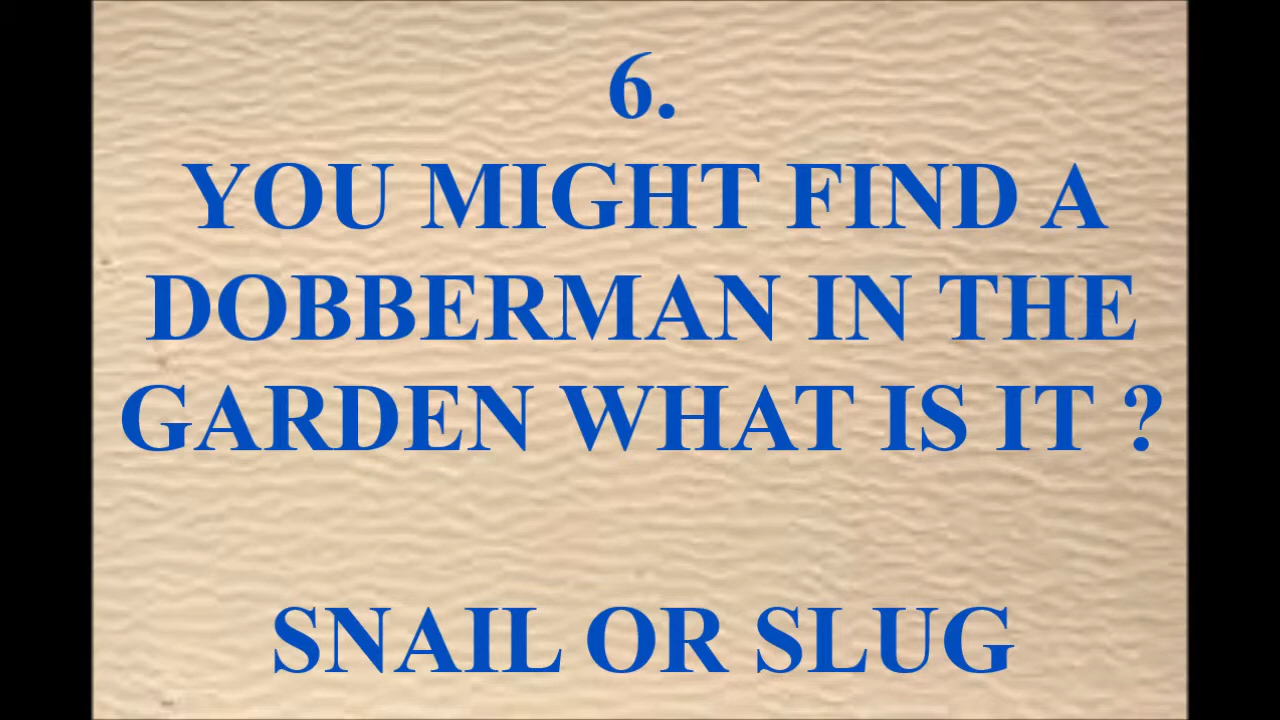 6.
YOU MIGHT FIND A
DOBBERMAN IN THE
GARDEN WHAT IS IT ?
SNAIL OR SLUG